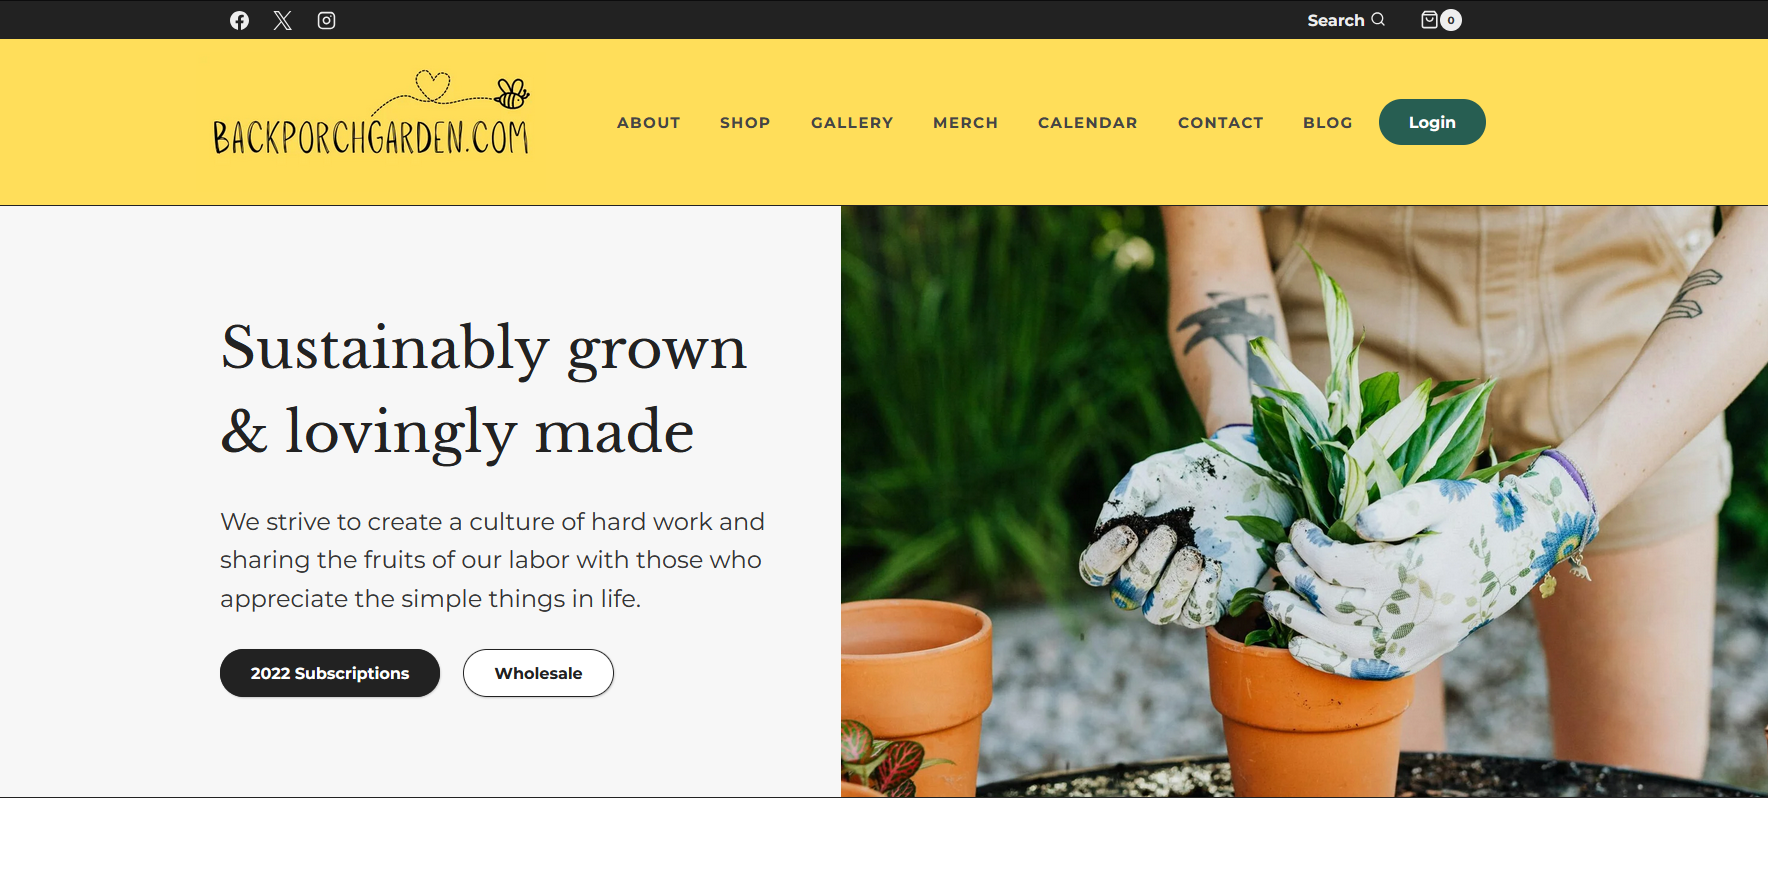 Search 0
BACKPORCHGARDEN.COM
ABOUT SHOP GALLERY MERCH CALENDAR CONTACT BLOG Login
Sustainably grown
& lovingly made
We strive to create a culture of hard work and
sharing the fruits of our labor with those who
appreciate the simple things in life.
2022 Subscriptions Wholesale